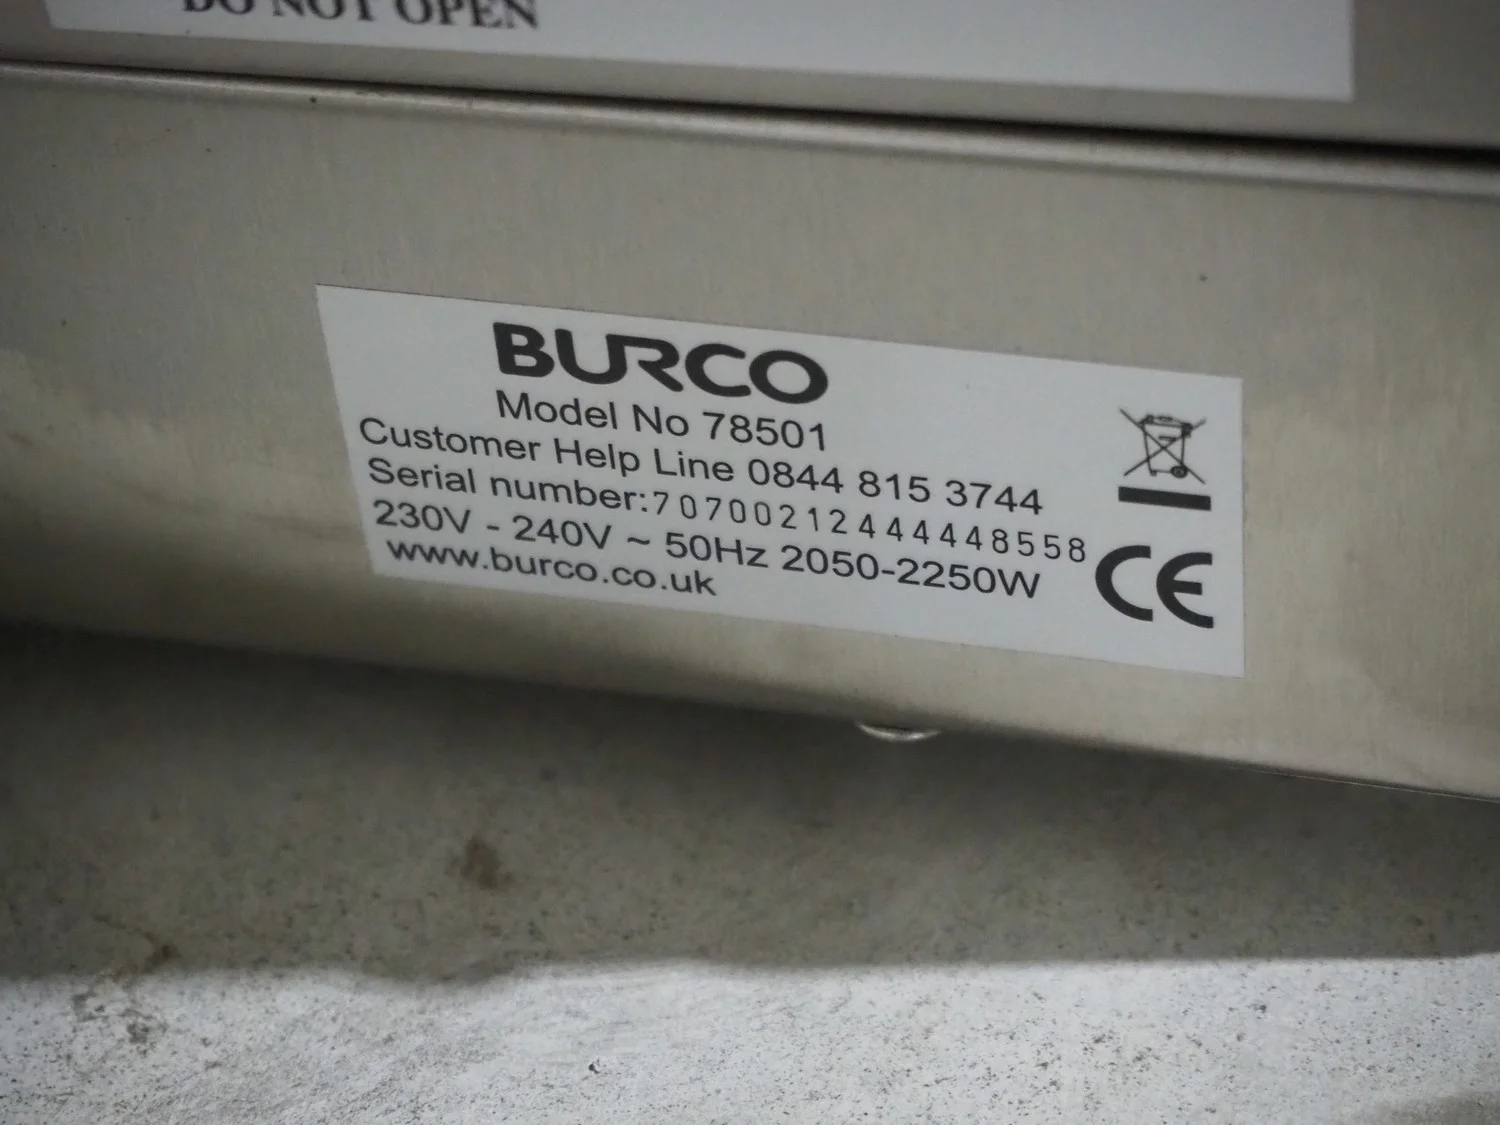 DO NOT OPEN
BURCO
Model No 78501
Customer Help Line 0844 815 3744
Serial number:70700212444448558
230V - 240V ~ 50Hz 2050-2250W
www.burco.co.uk
CE